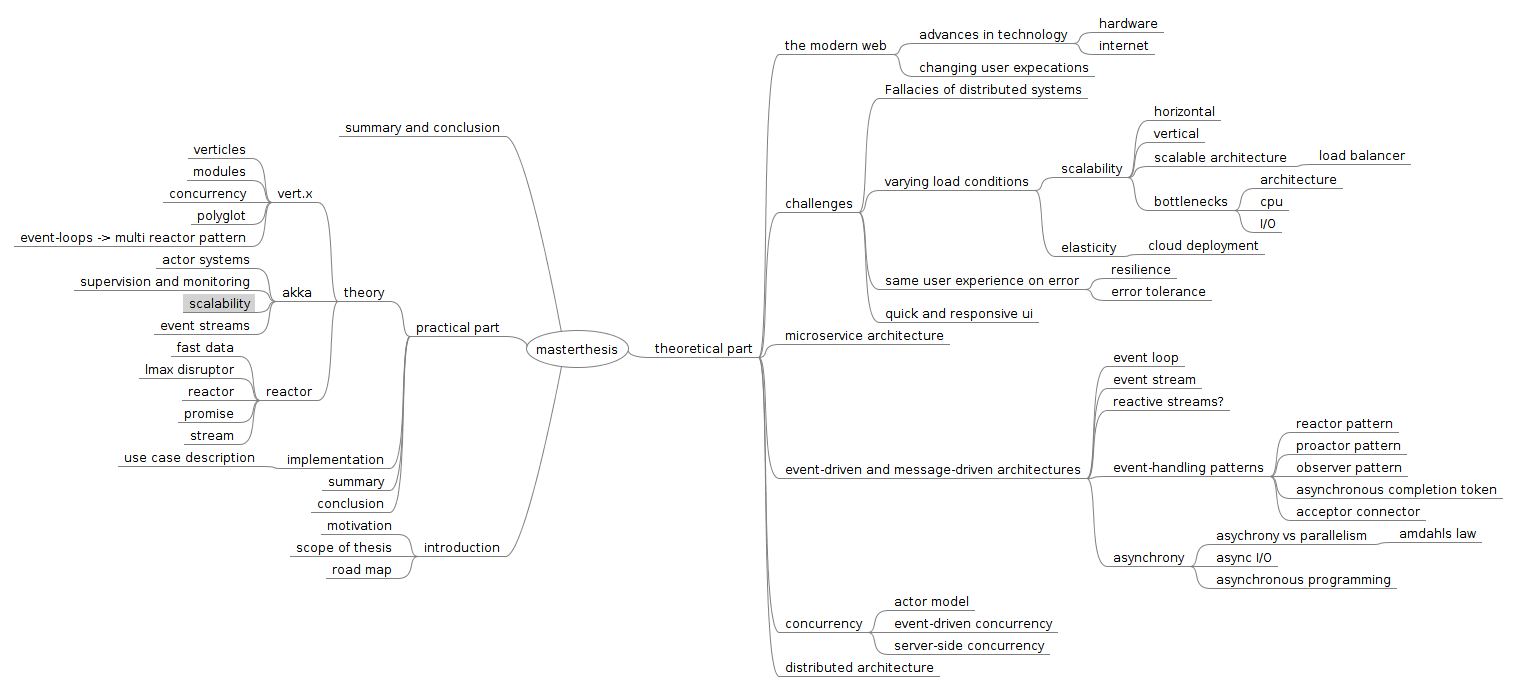 masterthesis
summary and conclusion
practical part
theory
vert.x
verticles
modules
concurrency
polyglot
event-loops -> multi reactor pattern
akka
actor systems
supervision and monitoring
scalability
event streams
reactor
fast data
lmax disruptor
reactor
promise
stream
implementation
use case description
summary
conclusion
introduction
motivation
scope of thesis
road map
theoretical part
the modern web
advances in technology
hardware
internet
changing user expecations
challenges
Fallacies of distributed systems
varying load conditions
scalability
horizontal
vertical
scalable architecture
load balancer
bottlenecks
architecture
cpu
I/O
elasticity
cloud deployment
same user experience on error
resilience
error tolerance
quick and responsive ui
microservice architecture
event-driven and message-driven architectures
event loop
event stream
reactive streams?
event-handling patterns
reactor pattern
proactor pattern
observer pattern
asynchronous completion token
acceptor connector
asynchrony
asychrony vs parallelism
amdahls law
async I/O
asynchronous programming
concurrency
actor model
event-driven concurrency
server-side concurrency
distributed architecture